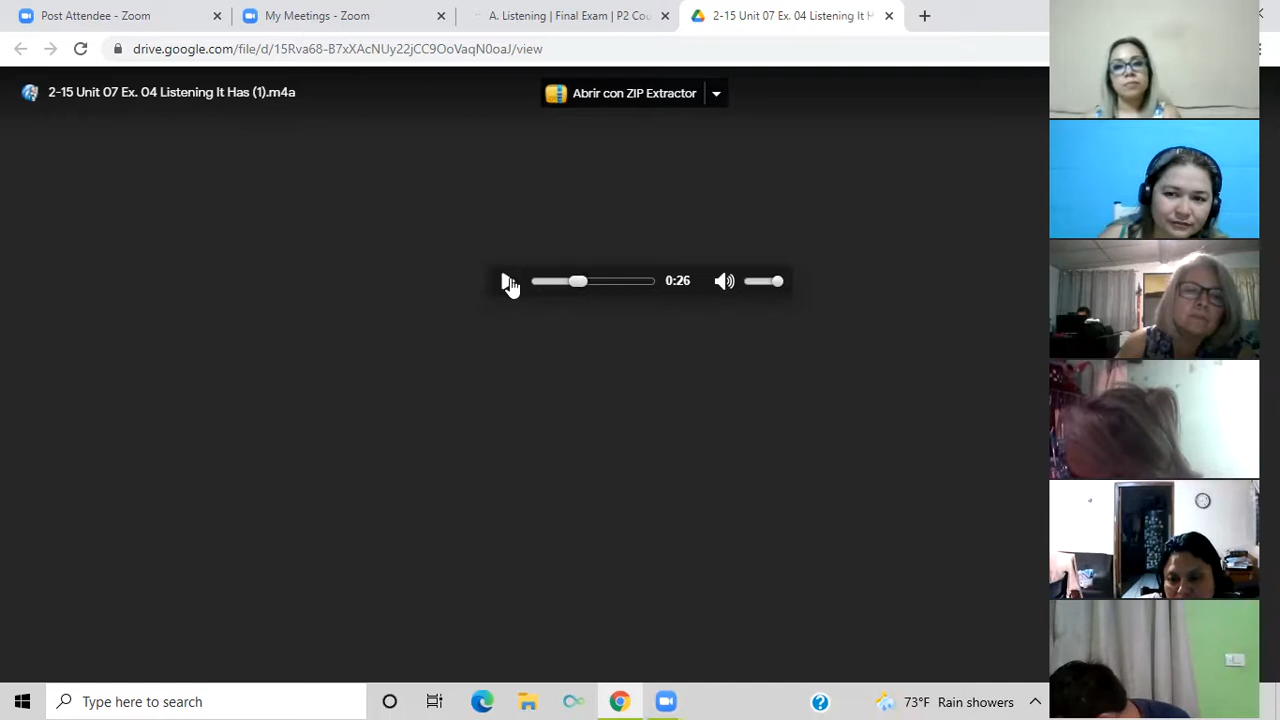 Post Attendee - Zoom
My Meetings - Zoom
A. Listening | Final Exam | P2 Cou
2-15 Unit 07 Ex. 04 Listening It H
drive.google.com/file/d/15Rva68-B7xXAcNUy22jCC9OoVaqN0oaJ/view
2-15 Unit 07 Ex. 04 Listening It Has (1).m4a
Abrir con ZIP Extractor
0:26
Type here to search
73°F Rain showers